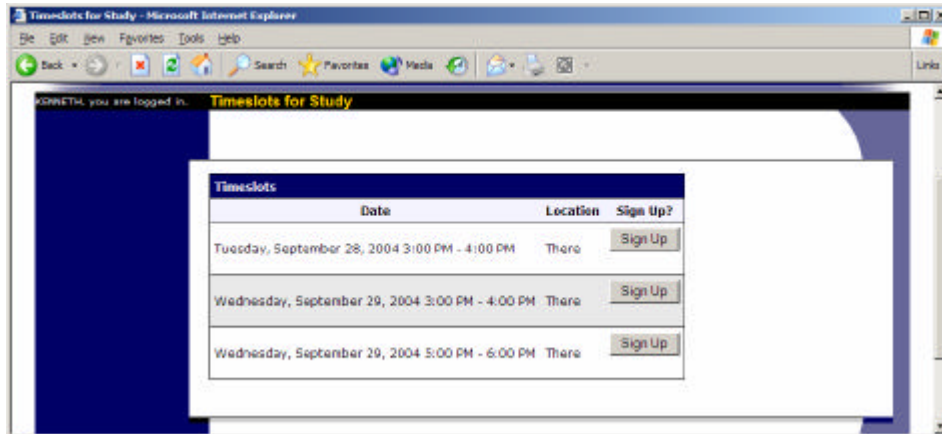 Timeslots for Study - Microsoft Internet Explorer
File Edit View Favorites Tools Help
Back Search Favorites Media Links
KENNETH, you are logged in. Timeslots for Study
Timeslots
Date Location Sign Up?
Tuesday, September 28, 2004 3:00 PM - 4:00 PM There Sign Up
Wednesday, September 29, 2004 3:00 PM - 4:00 PM There Sign Up
Wednesday, September 29, 2004 5:00 PM - 6:00 PM There Sign Up